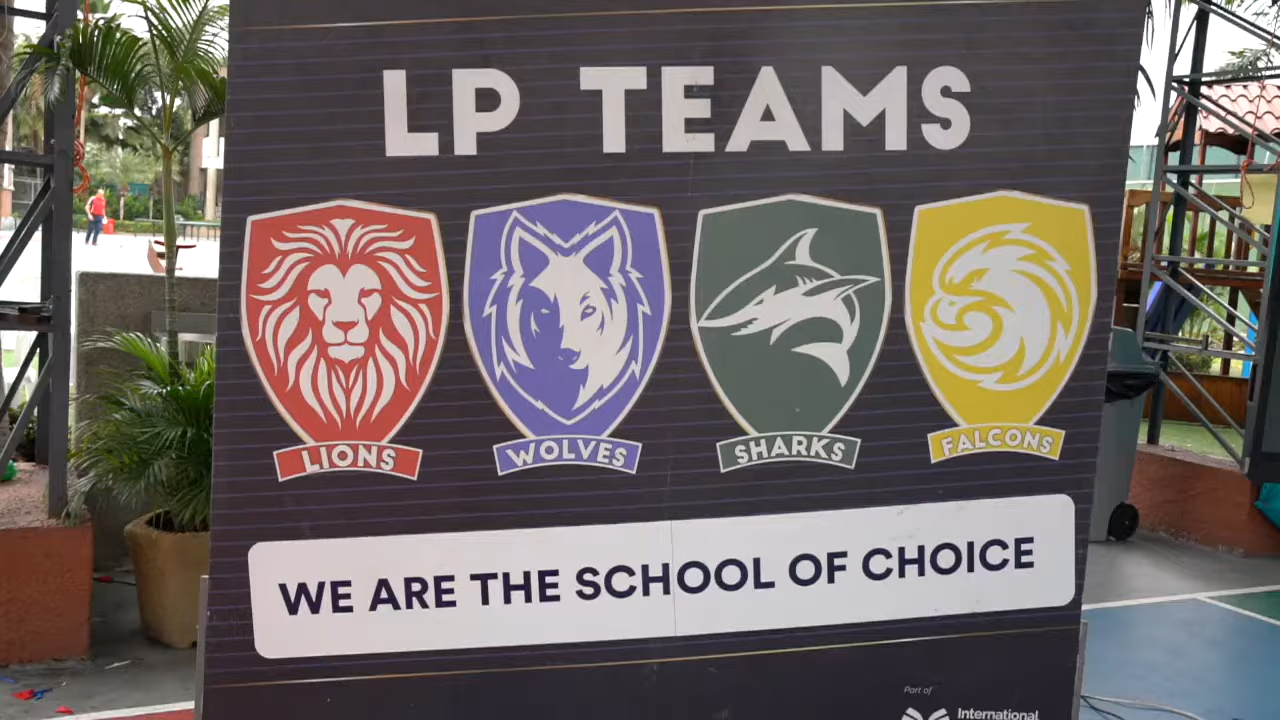 LP TEAMS
LIONS
WOLVES
SHARKS
FALCONS
WE ARE THE SCHOOL OF CHOICE
Part of
International